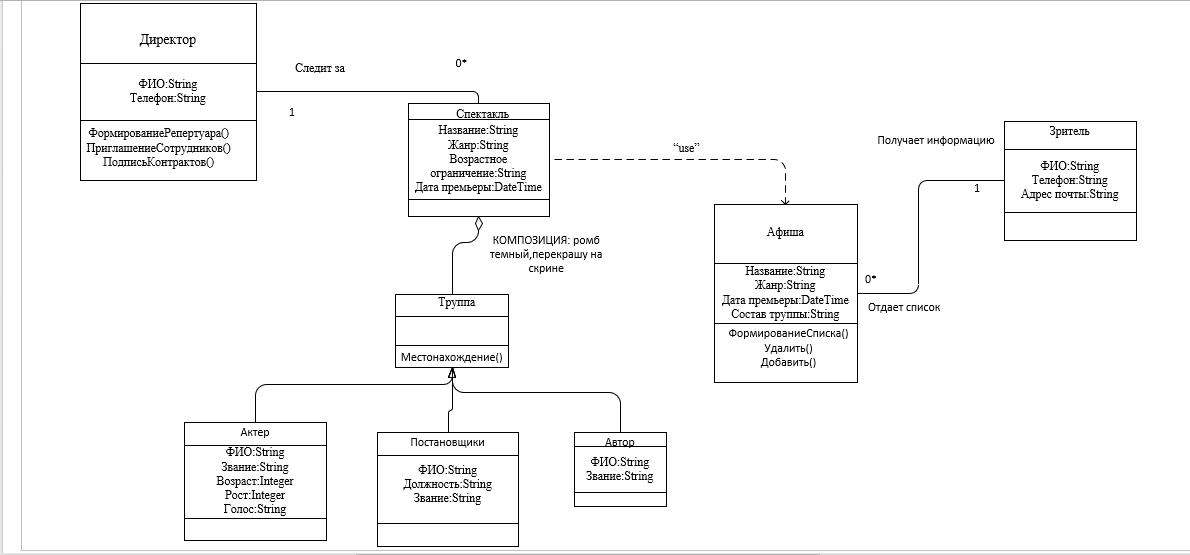 Директор
ФИО:String
Телефон:String
ФормированиеРепертуара()
ПриглашениеСотрудников()
ПодписьКонтрактов()
Следит за
0*
1
Спектакль
Название:String
Жанр:String
Возрастное
ограничение:String
Дата премьеры:DateTime
“use”
КОМПОЗИЦИЯ: ромб
темный,перекрашу на
скрине
Труппа
Местонахождение()
Актер
ФИО:String
Звание:String
Возраст:Integer
Рост:Integer
Голос:String
Постановщики
ФИО:String
Должность:String
Звание:String
Автор
ФИО:String
Звание:String
Афиша
Название:String
Жанр:String
Дата премьеры:DateTime
Состав труппы:String
ФормированиеСписка()
Удалить()
Добавить()
0*
Отдает список
Получает информацию
1
Зритель
ФИО:String
Телефон:String
Адрес почты:String